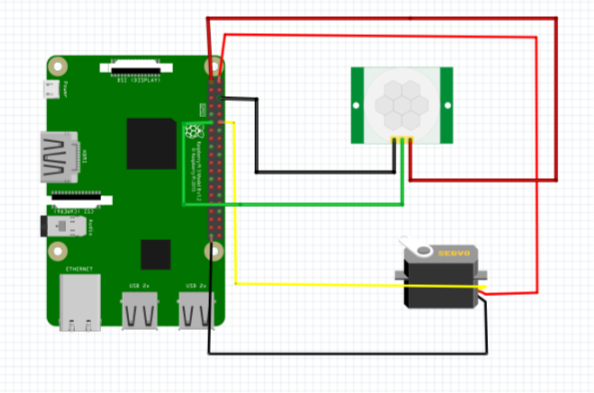 DSI (DISPLAY)
Power
HDMI
Raspberry Pi 3 Model B v1.2
© Raspberry Pi 2015
CSI (CAMERA)
Audio
SERVO
ETHERNET
USB 2x
USB 2x